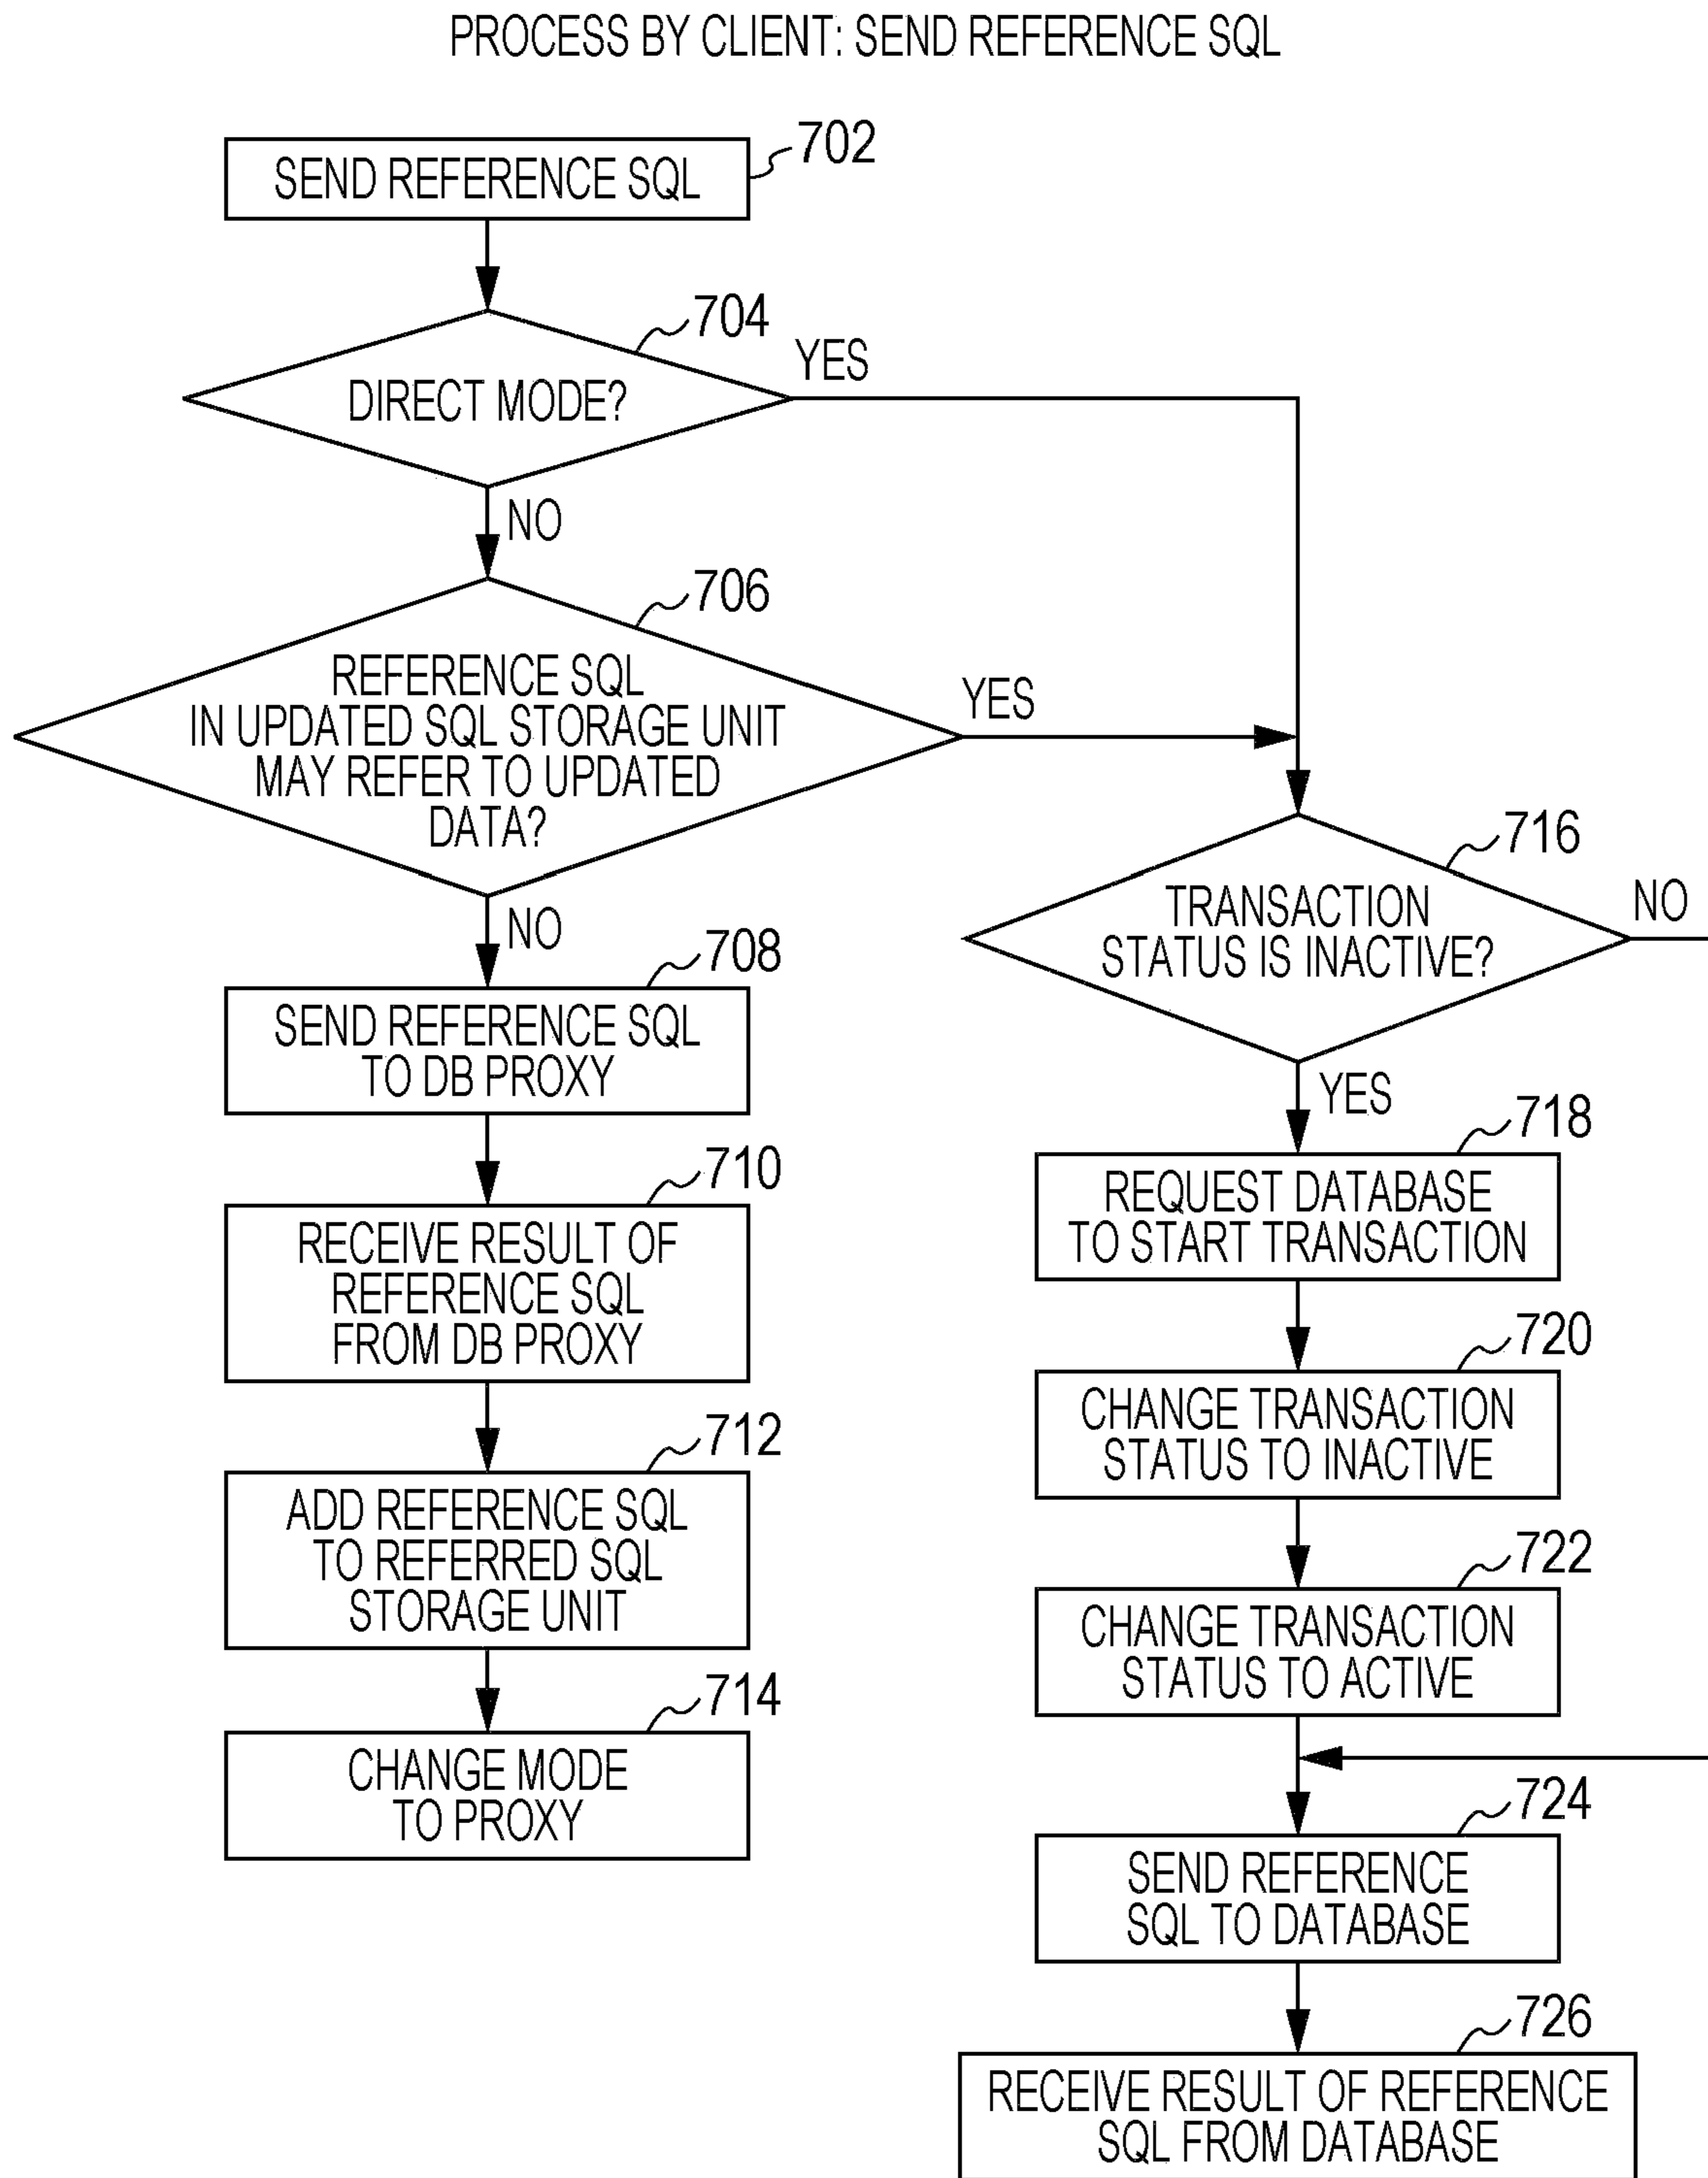 PROCESS BY CLIENT: SEND REFERENCE SQL
702
SEND REFERENCE SQL
704
YES
DIRECT MODE?
NO
706
REFERENCE SQL
IN UPDATED SQL STORAGE UNIT
MAY REFER TO UPDATED
DATA?
YES
NO
708
SEND REFERENCE SQL
TO DB PROXY
710
RECEIVE RESULT OF
REFERENCE SQL
FROM DB PROXY
712
ADD REFERENCE SQL
TO REFERRED SQL
STORAGE UNIT
714
CHANGE MODE
TO PROXY
716
TRANSACTION
STATUS IS INACTIVE?
NO
YES
718
REQUEST DATABASE
TO START TRANSACTION
720
CHANGE TRANSACTION
STATUS TO INACTIVE
722
CHANGE TRANSACTION
STATUS TO ACTIVE
724
SEND REFERENCE
SQL TO DATABASE
726
RECEIVE RESULT OF REFERENCE
SQL FROM DATABASE